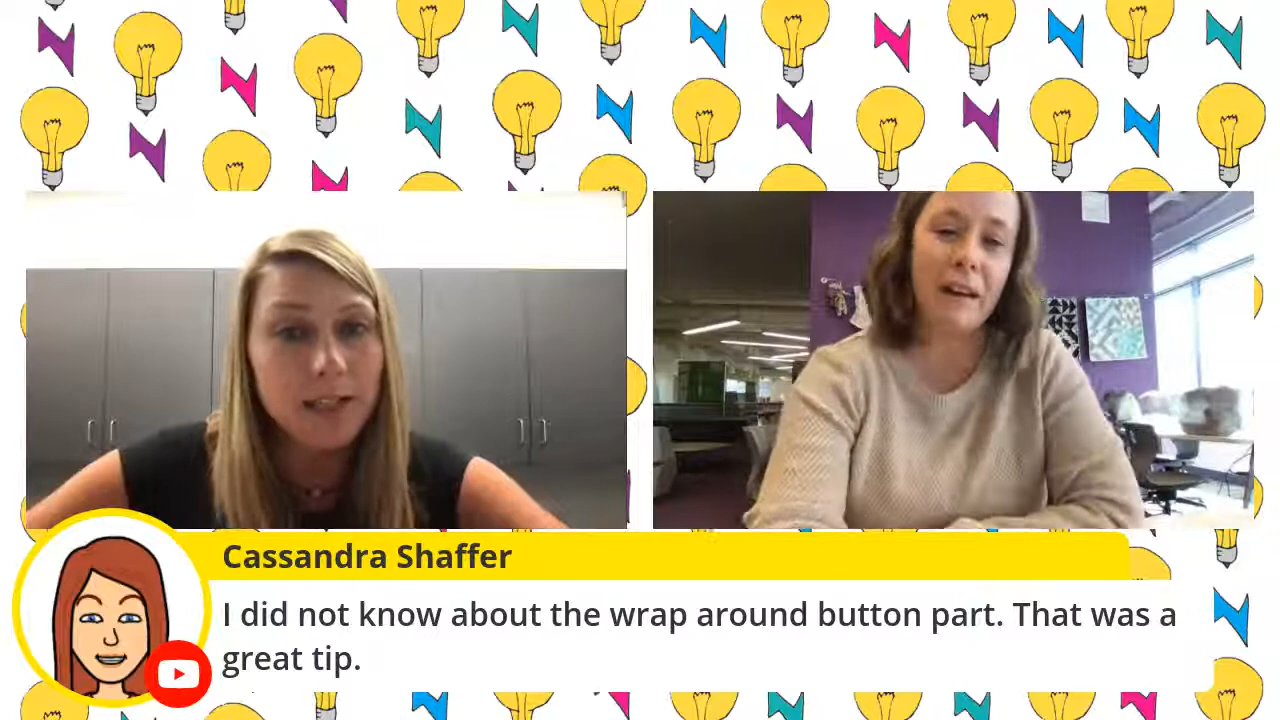 Cassandra Shaffer
I did not know about the wrap around button part. That was a
great tip.